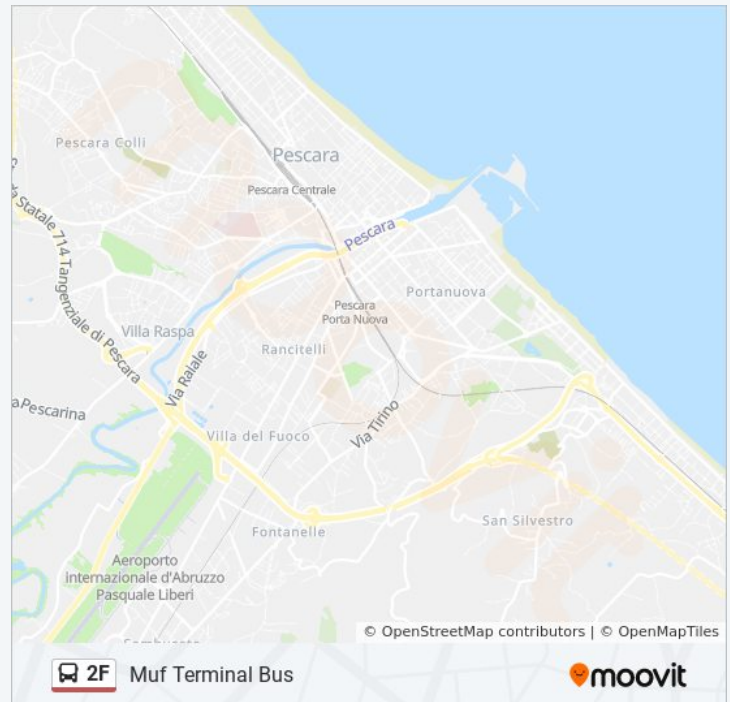 Pescara Colli
Pescara
Pescara Centrale
da Statale 714 Tangenziale di Pescara
Pescara
Portanuova
Pescara
Porta Nuova
Villa Raspa
Rancitelli
Via Raiale
aPescarina
Via Tirino
Villa del Fuoco
San Silvestro
Fontanelle
Aeroporto
internazionale d'Abruzzo
Pasquale Liberi
© OpenStreetMap contributors | © OpenMapTiles
2F Muf Terminal Bus
moovit